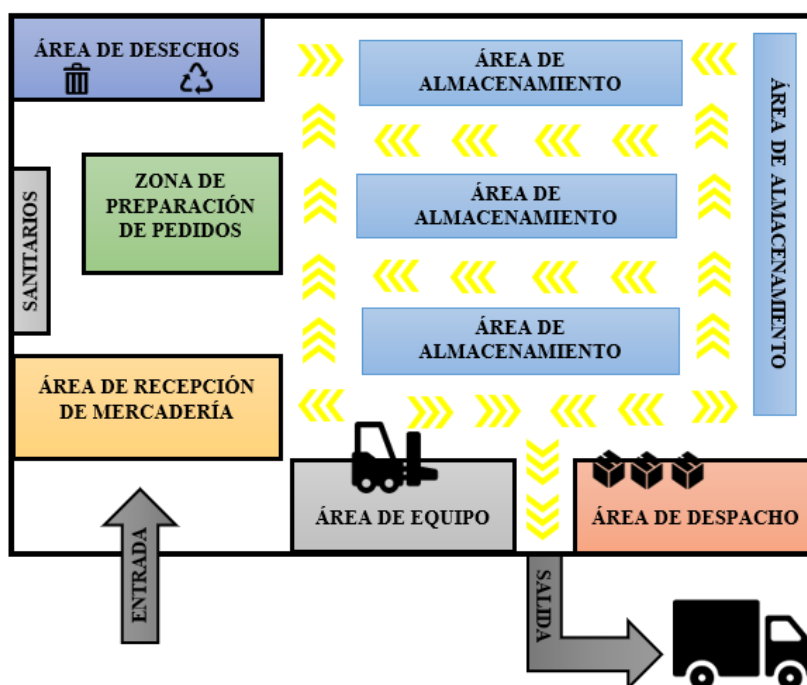 ÁREA DE DESECHOS
ÁREA DE
ALMACENAMIENTO
ÁREA DE ALMACENAMIENTO
ZONA DE
PREPARACIÓN
DE PEDIDOS
ÁREA DE
ALMACENAMIENTO
SANITARIOS
ÁREA DE
ALMACENAMIENTO
ÁREA DE RECEPCIÓN
DE MERCADERÍA
ÁREA DE EQUIPO
ÁREA DE DESPACHO
ENTRADA
SALIDA